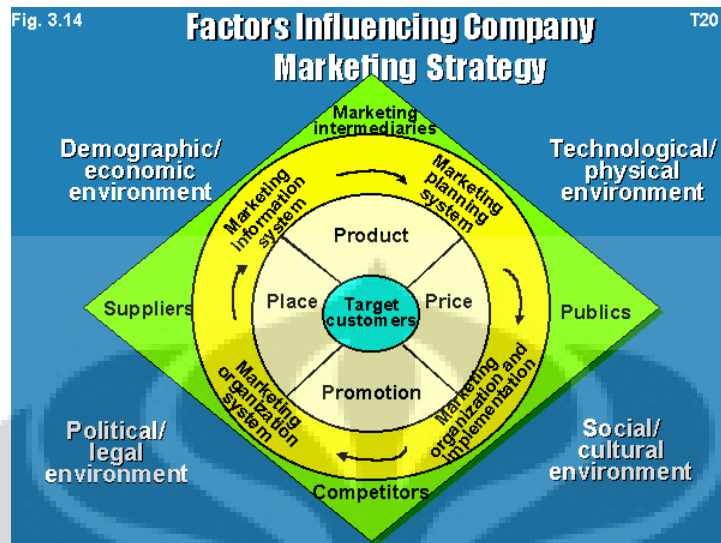 Fig. 3.14
Factors Influencing Company
Marketing Strategy
T20
Marketing
intermediaries
Demographic/
economic
environment
Technological/
physical
environment
Marketing
information
system
Marketing
planning
system
Product
Suppliers
Place
Target
customers
Price
Publics
Promotion
Marketing
organization
system
Marketing
organization and
implementation
Political/
legal
environment
Competitors
Social/
cultural
environment